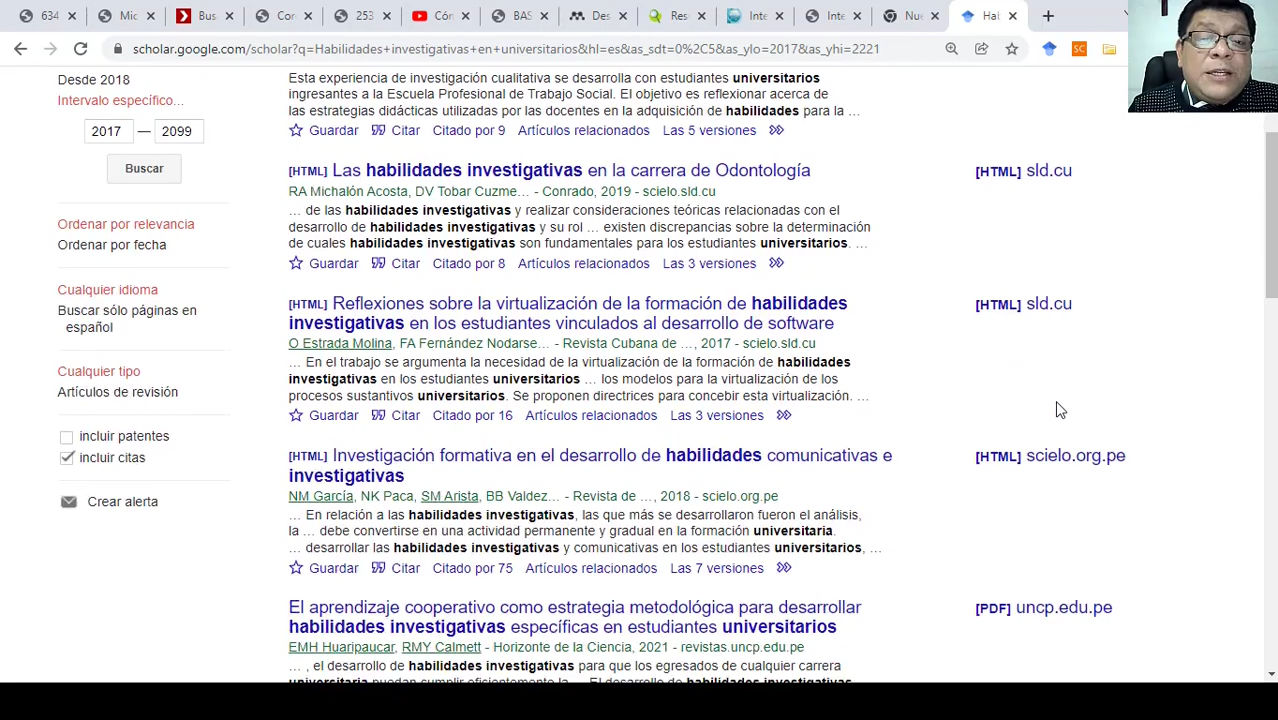 634
Mic
Bus
Cor
253
Cór
BAS
Des
Res
Inte
Inte
Nue
Hab
scholar.google.com/scholar?q=Habilidades+investigativas+en+universitarios&hl=es&as_sdt=0%2C5&as_ylo=2017&as_yhi=2221
SC
Desde 2018
Intervalo específico...
2017 — 2099
Buscar
Ordenar por relevancia
Ordenar por fecha
Cualquier idioma
Buscar sólo páginas en
español
Cualquier tipo
Artículos de revisión
incluir patentes
incluir citas
Crear alerta
Esta experiencia de investigación cualitativa se desarrolla con estudiantes universitarios
ingresantes a la Escuela Profesional de Trabajo Social. El objetivo es reflexionar acerca de
las estrategias didácticas utilizadas por las docentes en la adquisición de habilidades para la ...
Guardar Citar Citado por 9 Artículos relacionados Las 5 versiones
[HTML] Las habilidades investigativas en la carrera de Odontología
[HTML] sld.cu
RA Michalón Acosta, DV Tobar Cuzme... - Conrado, 2019 - scielo.sld.cu
... de las habilidades investigativas y realizar consideraciones teóricas relacionadas con el
desarrollo de habilidades investigativas y su rol ... existen discrepancias sobre la determinación
de cuales habilidades investigativas son fundamentales para los estudiantes universitarios. ...
Guardar Citar Citado por 8 Artículos relacionados Las 3 versiones
[HTML] Reflexiones sobre la virtualización de la formación de habilidades
investigativas en los estudiantes vinculados al desarrollo de software
[HTML] sld.cu
O Estrada Molina, FA Fernández Nodarse... - Revista Cubana de ..., 2017 - scielo.sld.cu
... En el trabajo se argumenta la necesidad de la virtualización de la formación de habilidades
investigativas en los estudiantes universitarios ... los modelos para la virtualización de los
procesos sustantivos universitarios. Se proponen directrices para concebir esta virtualización. ...
Guardar Citar Citado por 16 Artículos relacionados Las 3 versiones
[HTML] Investigación formativa en el desarrollo de habilidades comunicativas e
investigativas
[HTML] scielo.org.pe
NM García, NK Paca, SM Arista, BB Valdez... - Revista de ..., 2018 - scielo.org.pe
... En relación a las habilidades investigativas, las que más se desarrollaron fueron el análisis,
la ... debe convertirse en una actividad permanente y gradual en la formación universitaria.
... desarrollar las habilidades investigativas y comunicativas en los estudiantes universitarios, ...
Guardar Citar Citado por 75 Artículos relacionados Las 7 versiones
El aprendizaje cooperativo como estrategia metodológica para desarrollar
habilidades investigativas específicas en estudiantes universitarios
[PDF] uncp.edu.pe
EMH Huaripaucar, RMY Calmett - Horizonte de la Ciencia, 2021 - revistas.uncp.edu.pe
... , el desarrollo de habilidades investigativas para que los egresados de cualquier carrera